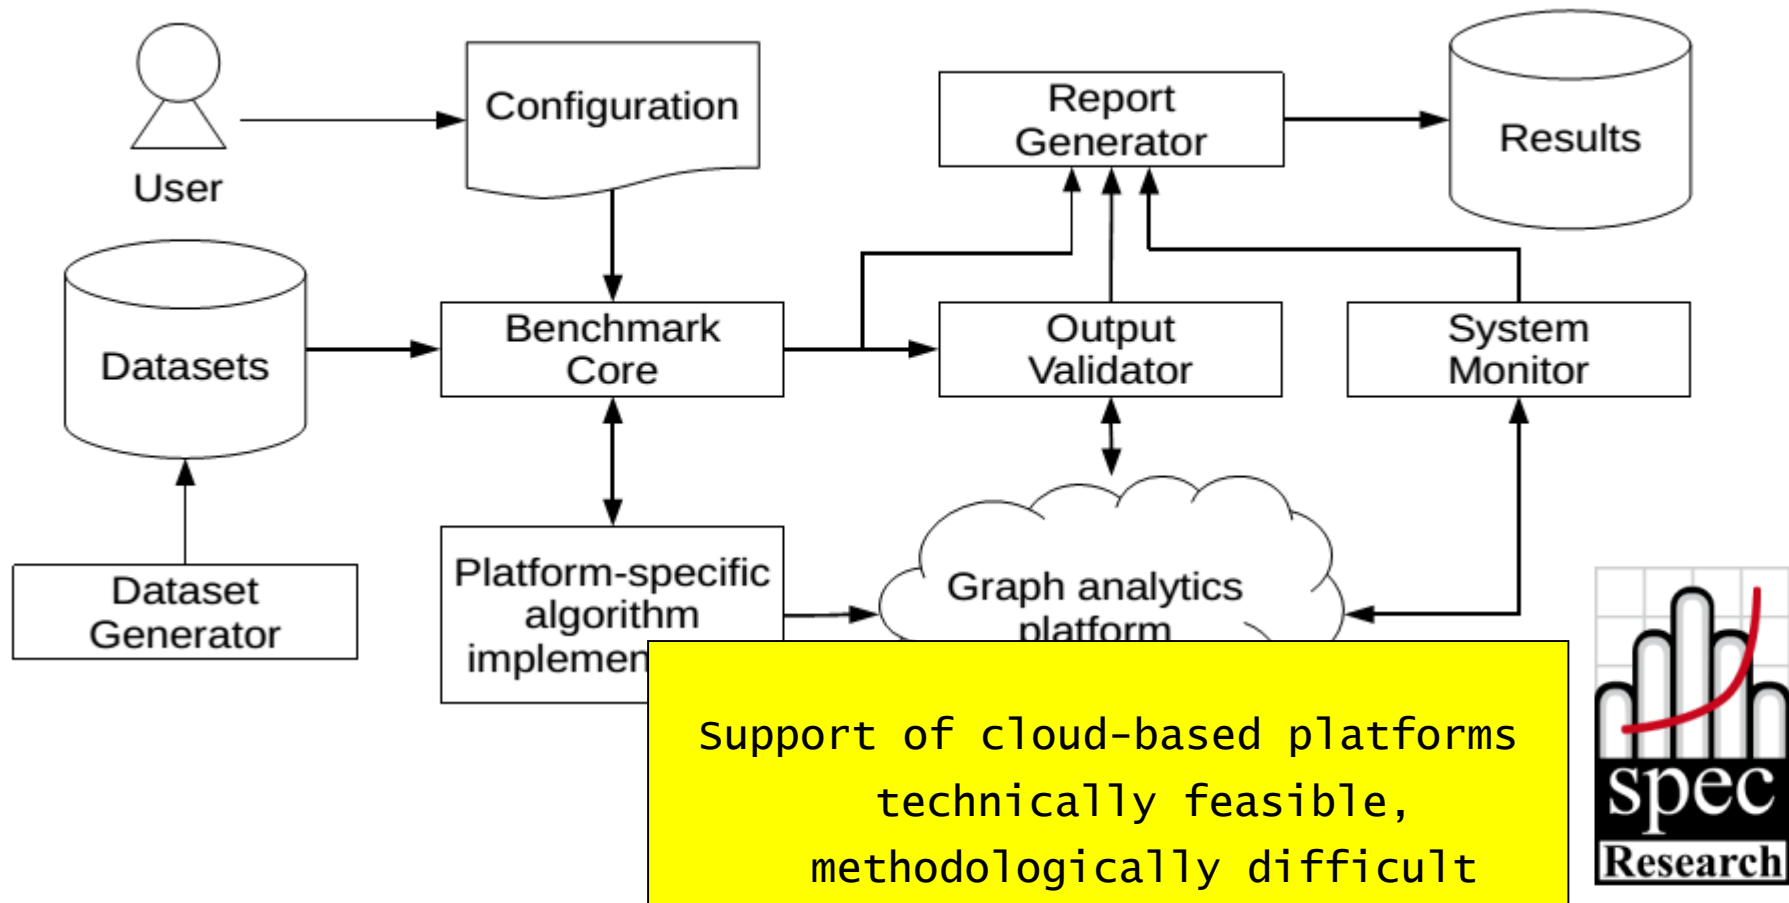 User
Configuration
Report
Generator
Results
Datasets
Benchmark
Core
Output
Validator
System
Monitor
Dataset
Generator
Platform-specific
algorithm
Graph analytics
platform
Support of cloud-based platforms
technically feasible,
methodologically difficult
spec
Research